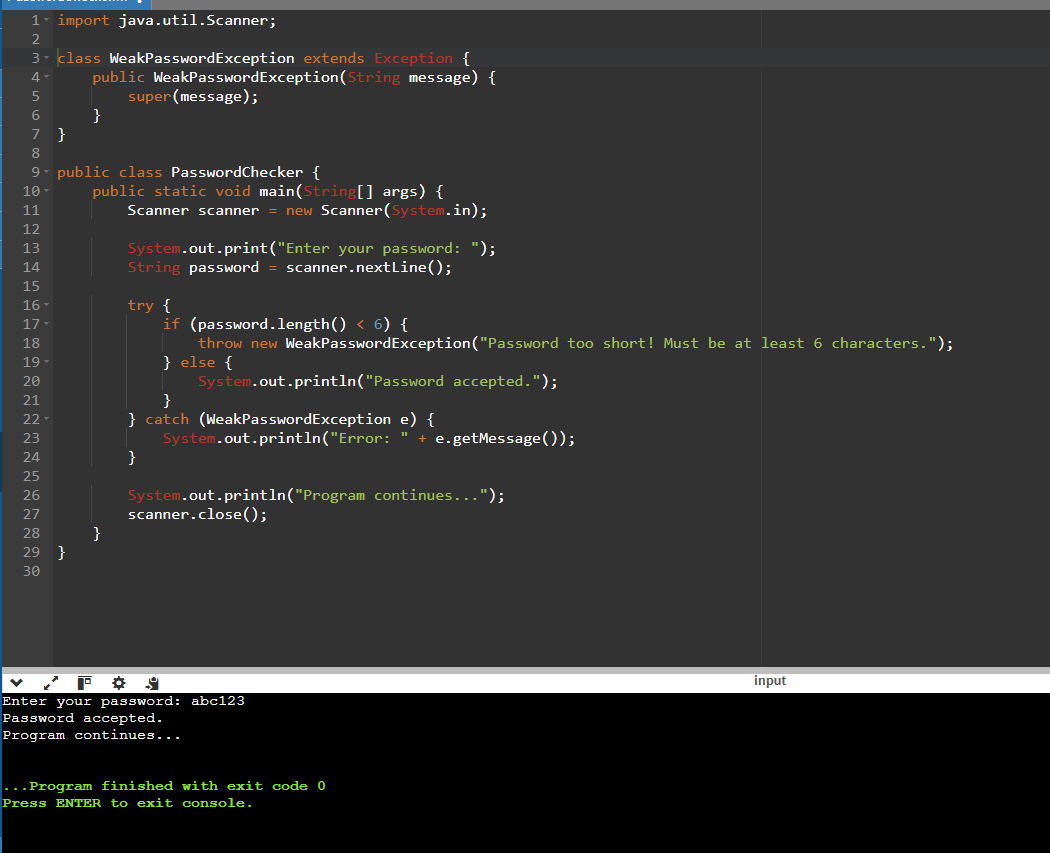 1 import java.util.Scanner;
2
3 class WeakPasswordException extends Exception {
4     public WeakPasswordException(String message) {
5         super(message);
6     }
7 }
8
9 public class PasswordChecker {
10     public static void main(String[] args) {
11         Scanner scanner = new Scanner(System.in);
12
13         System.out.print("Enter your password: ");
14         String password = scanner.nextLine();
15
16         try {
17             if (password.length() < 6) {
18                 throw new WeakPasswordException("Password too short! Must be at least 6 characters.");
19             } else {
20                 System.out.println("Password accepted.");
21             }
22         } catch (WeakPasswordException e) {
23             System.out.println("Error: " + e.getMessage());
24         }
25
26         System.out.println("Program continues...");
27         scanner.close();
28     }
29 }
30
input
Enter your password: abc123
Password accepted.
Program continues...
...Program finished with exit code 0
Press ENTER to exit console.